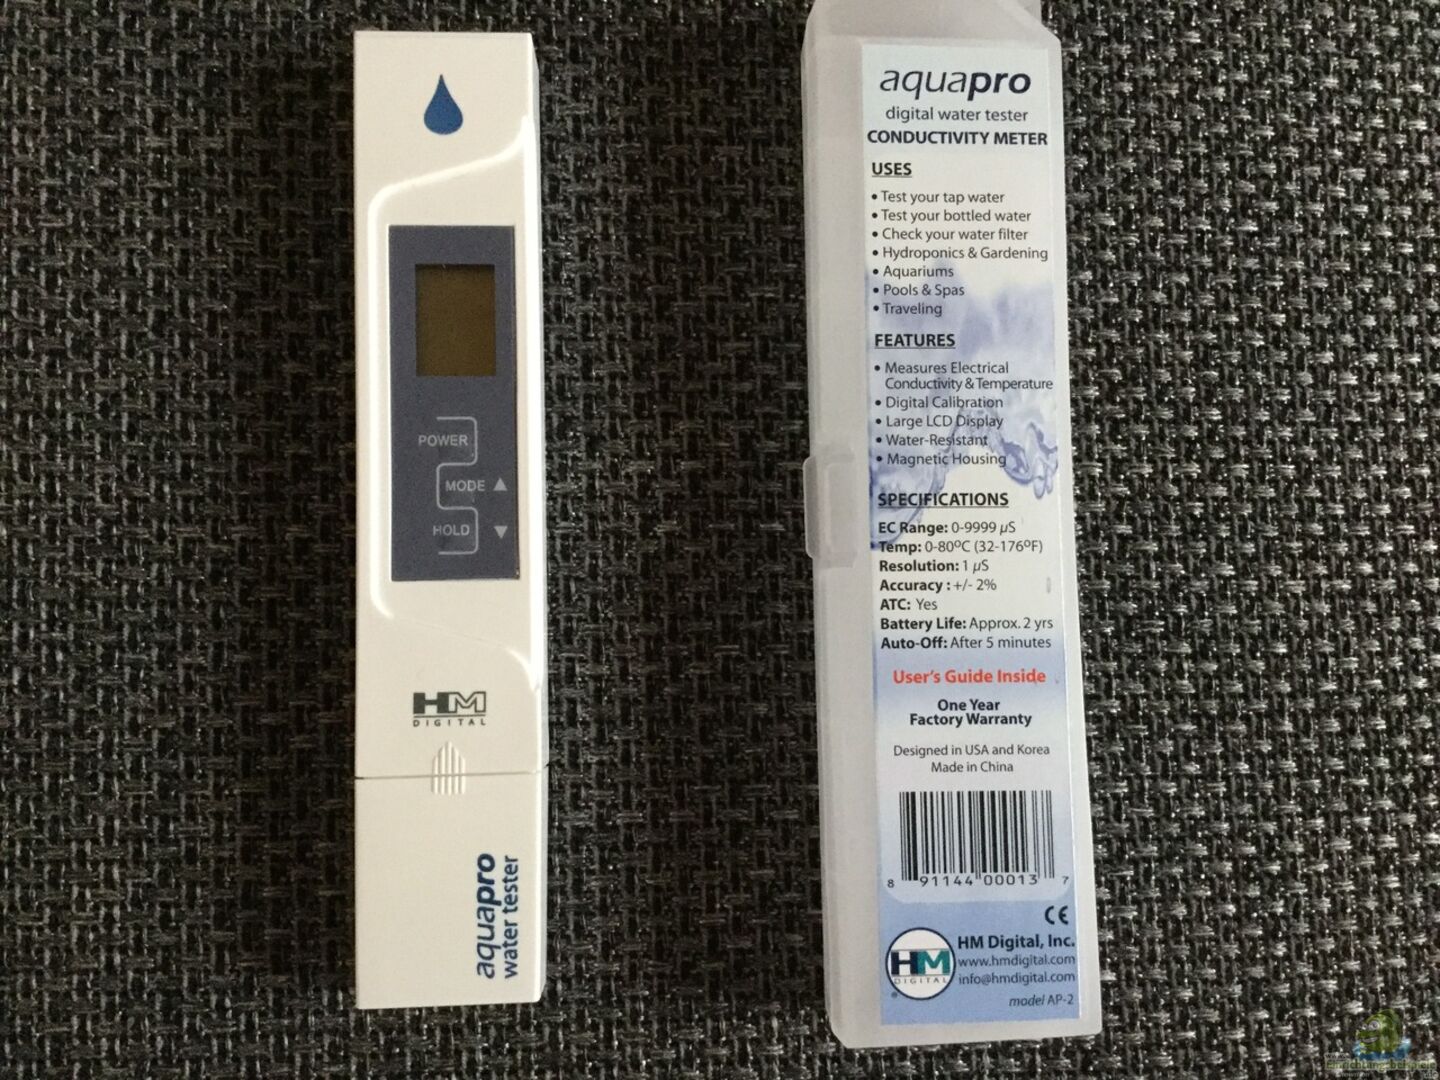 POWER
MODE ▲
HOLD ▼
HM
DIGITAL
aquapro
water tester
aquapro
digital water tester
CONDUCTIVITY METER
USES
• Test your tap water
• Test your bottled water
• Check your water filter
• Hydroponics & Gardening
• Aquariums
• Pools & Spas
• Traveling
FEATURES
• Measures Electrical
Conductivity & Temperature
• Digital Calibration
• Large LCD Display
• Water-Resistant
• Magnetic Housing
SPECIFICATIONS
EC Range: 0-9999 µS
Temp: 0-80ºC (32-176ºF)
Resolution: 1 µS
Accuracy : +/- 2%
ATC: Yes
Battery Life: Approx. 2 yrs
Auto-Off: After 5 minutes
User's Guide Inside
One Year
Factory Warranty
Designed in USA and Korea
Made in China
8 91144 00013 7
CE
HM
DIGITAL
®
HM Digital, Inc.
www.hmdigital.com
info@hmdigital.com
model AP-2